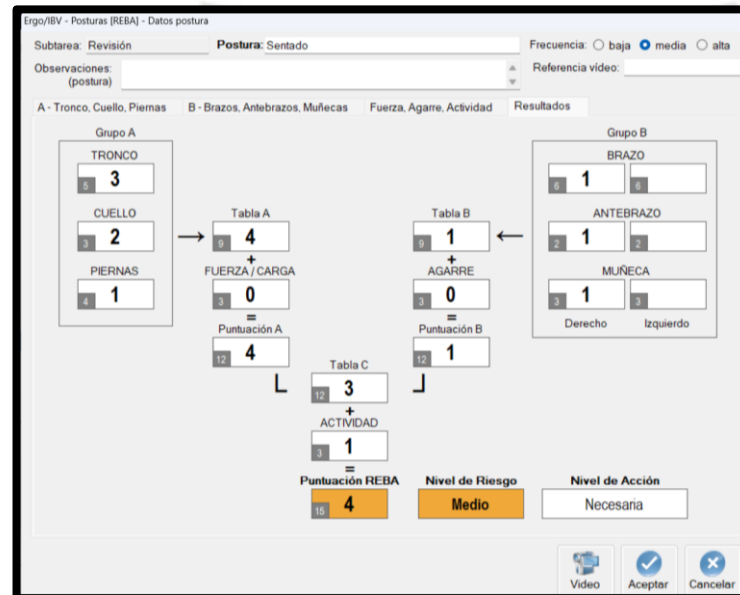 Ergo/IBV - Posturas [REBA] - Datos postura
Subtarea: Revisión Postura: Sentado Frecuencia: baja media alta
Observaciones: Referencia vídeo:
(postura)
A - Tronco, Cuello, Piernas B - Brazos, Antebrazos, Muñecas Fuerza, Agarre, Actividad Resultados
Grupo A Grupo B
TRONCO BRAZO
5 3 6 1 6
CUELLO Tabla A Tabla B ANTEBRAZO
3 2 → 9 4 9 1 ← 2 1 2
+ +
PIERNAS FUERZA / CARGA AGARRE MUÑECA
4 1 3 0 3 0 3 1 3
= =
Puntuación A Puntuación B Derecho Izquierdo
12 4 12 1
Tabla C
12 3
+
ACTIVIDAD
3 1
=
Puntuación REBA Nivel de Riesgo Nivel de Acción
15 4 Medio Necesaria
Vídeo Aceptar Cancelar